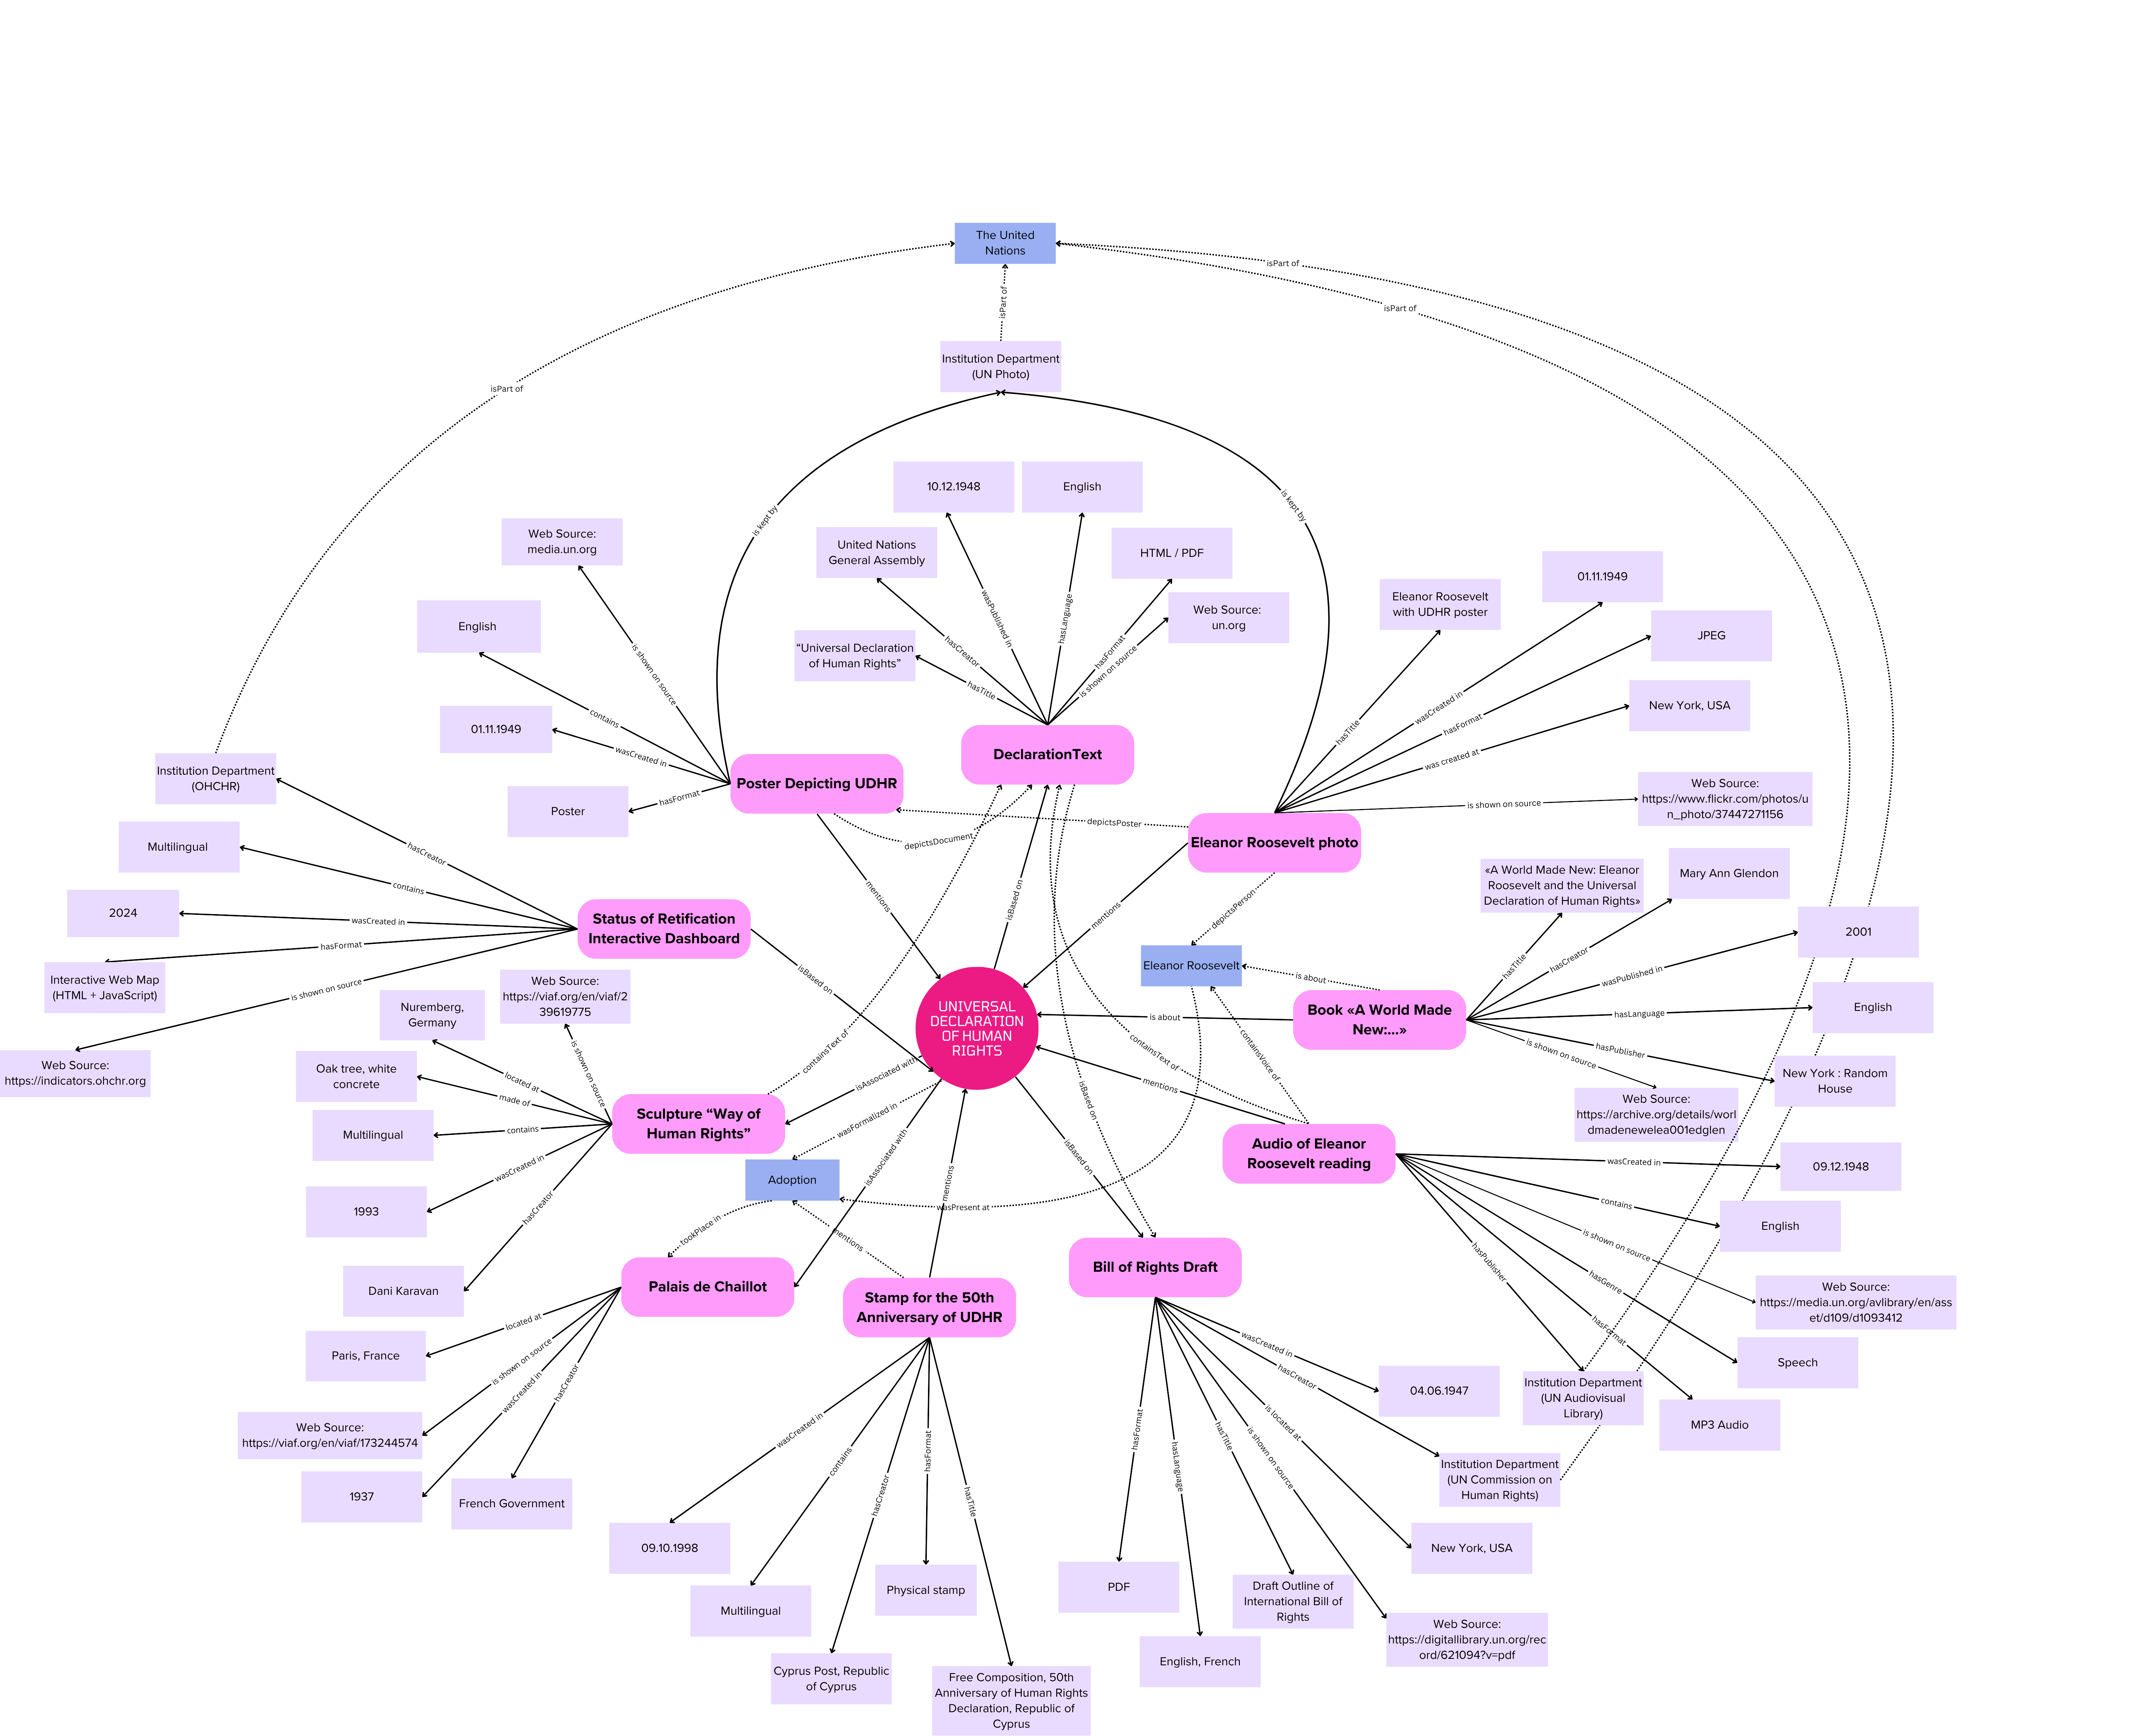 The United
Nations
isPart of
isPart of
isPart of
isPart of
Institution Department
(UN Photo)
is kept by
is kept by
10.12.1948
English
United Nations
General Assembly
HTML / PDF
“Universal Declaration
of Human Rights”
Web Source:
un.org
wasPublished in
hasLanguage
hasCreator
hasFormat
is shown on source
hasTitle
DeclarationText
Web Source:
media.un.org
English
01.11.1949
Poster
is shown on source
contains
wasCreated in
hasFormat
Poster Depicting UDHR
depictsDocument
depictsPoster
mentions
isBased on
Eleanor Roosevelt
with UDHR poster
01.11.1949
JPEG
New York, USA
Web Source:
https://www.flickr.com/photos/u
n_photo/37447271156
hasTitle
wasCreated in
hasFormat
was created at
is shown on source
Eleanor Roosevelt photo
depictsPerson
mentions
Institution Department
(OHCHR)
Multilingual
2024
Interactive Web Map
(HTML + JavaScript)
Web Source:
https://indicators.ohchr.org
hasCreator
contains
wasCreated in
hasFormat
is shown on source
Status of Retification
Interactive Dashboard
isBased on
UNIVERSAL
DECLARATION
OF HUMAN
RIGHTS
Eleanor Roosevelt
is about
is about
«A World Made New: Eleanor
Roosevelt and the Universal
Declaration of Human Rights»
Mary Ann Glendon
2001
English
New York : Random
House
Web Source:
https://archive.org/details/worl
dmadenewelea001edglen
hasTitle
hasCreator
wasPublished in
hasLanguage
hasPublisher
is shown on source
Book «A World Made
New:...»
Web Source:
https://viaf.org/en/viaf/2
39619775
Nuremberg,
Germany
Oak tree, white
concrete
Multilingual
1993
Dani Karavan
is shown on source
located at
made of
contains
wasCreated in
hasCreator
Sculpture “Way of
Human Rights”
containsText of
isAssociated with
wasFormalized in
isAssociated with
Adoption
tookPlace in
mentions
mentions
wasPresent at
isBased on
isBased on
containsText of
containsVoice of
mentions
Audio of Eleanor
Roosevelt reading
wasCreated in
contains
is shown on source
hasGenre
hasFormat
hasPublisher
09.12.1948
English
Web Source:
https://media.un.org/avlibrary/en/ass
et/d109/d1093412
Speech
MP3 Audio
Institution Department
(UN Audiovisual
Library)
Palais de Chaillot
located at
is shown on source
wasCreated in
hasCreator
Paris, France
Web Source:
https://viaf.org/en/viaf/173244574
1937
French Government
Stamp for the 50th
Anniversary of UDHR
wasCreated in
contains
hasCreator
hasFormat
hasTitle
09.10.1998
Multilingual
Cyprus Post, Republic
of Cyprus
Physical stamp
Free Composition, 50th
Anniversary of Human Rights
Declaration, Republic of
Cyprus
Bill of Rights Draft
wasCreated in
hasCreator
is located at
is shown on source
hasTitle
hasLanguage
hasFormat
04.06.1947
Institution Department
(UN Commission on
Human Rights)
New York, USA
Web Source:
https://digitallibrary.un.org/rec
ord/621094?v=pdf
Draft Outline of
International Bill of
Rights
English, French
PDF